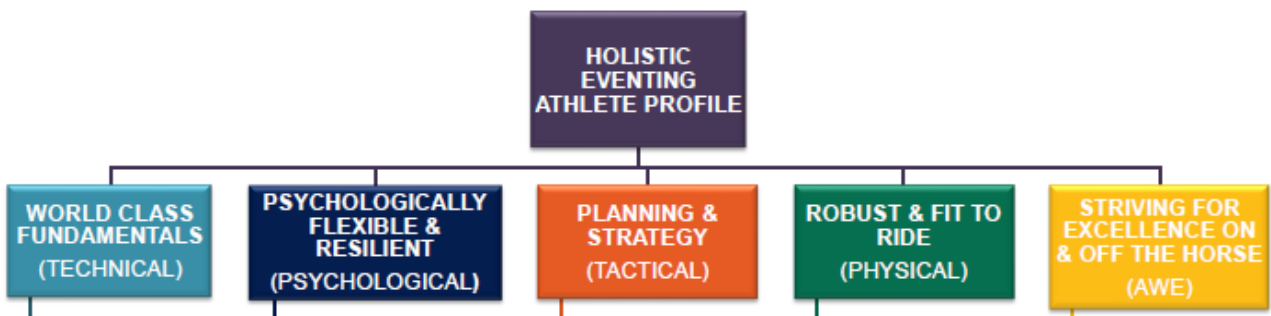 HOLISTIC
EVENTING
ATHLETE PROFILE
WORLD CLASS
FUNDAMENTALS
(TECHNICAL)
PSYCHOLOGICALLY
FLEXIBLE &
RESILIENT
(PSYCHOLOGICAL)
PLANNING &
STRATEGY
(TACTICAL)
ROBUST & FIT TO
RIDE
(PHYSICAL)
STRIVING FOR
EXCELLENCE ON
& OFF THE HORSE
(AWE)